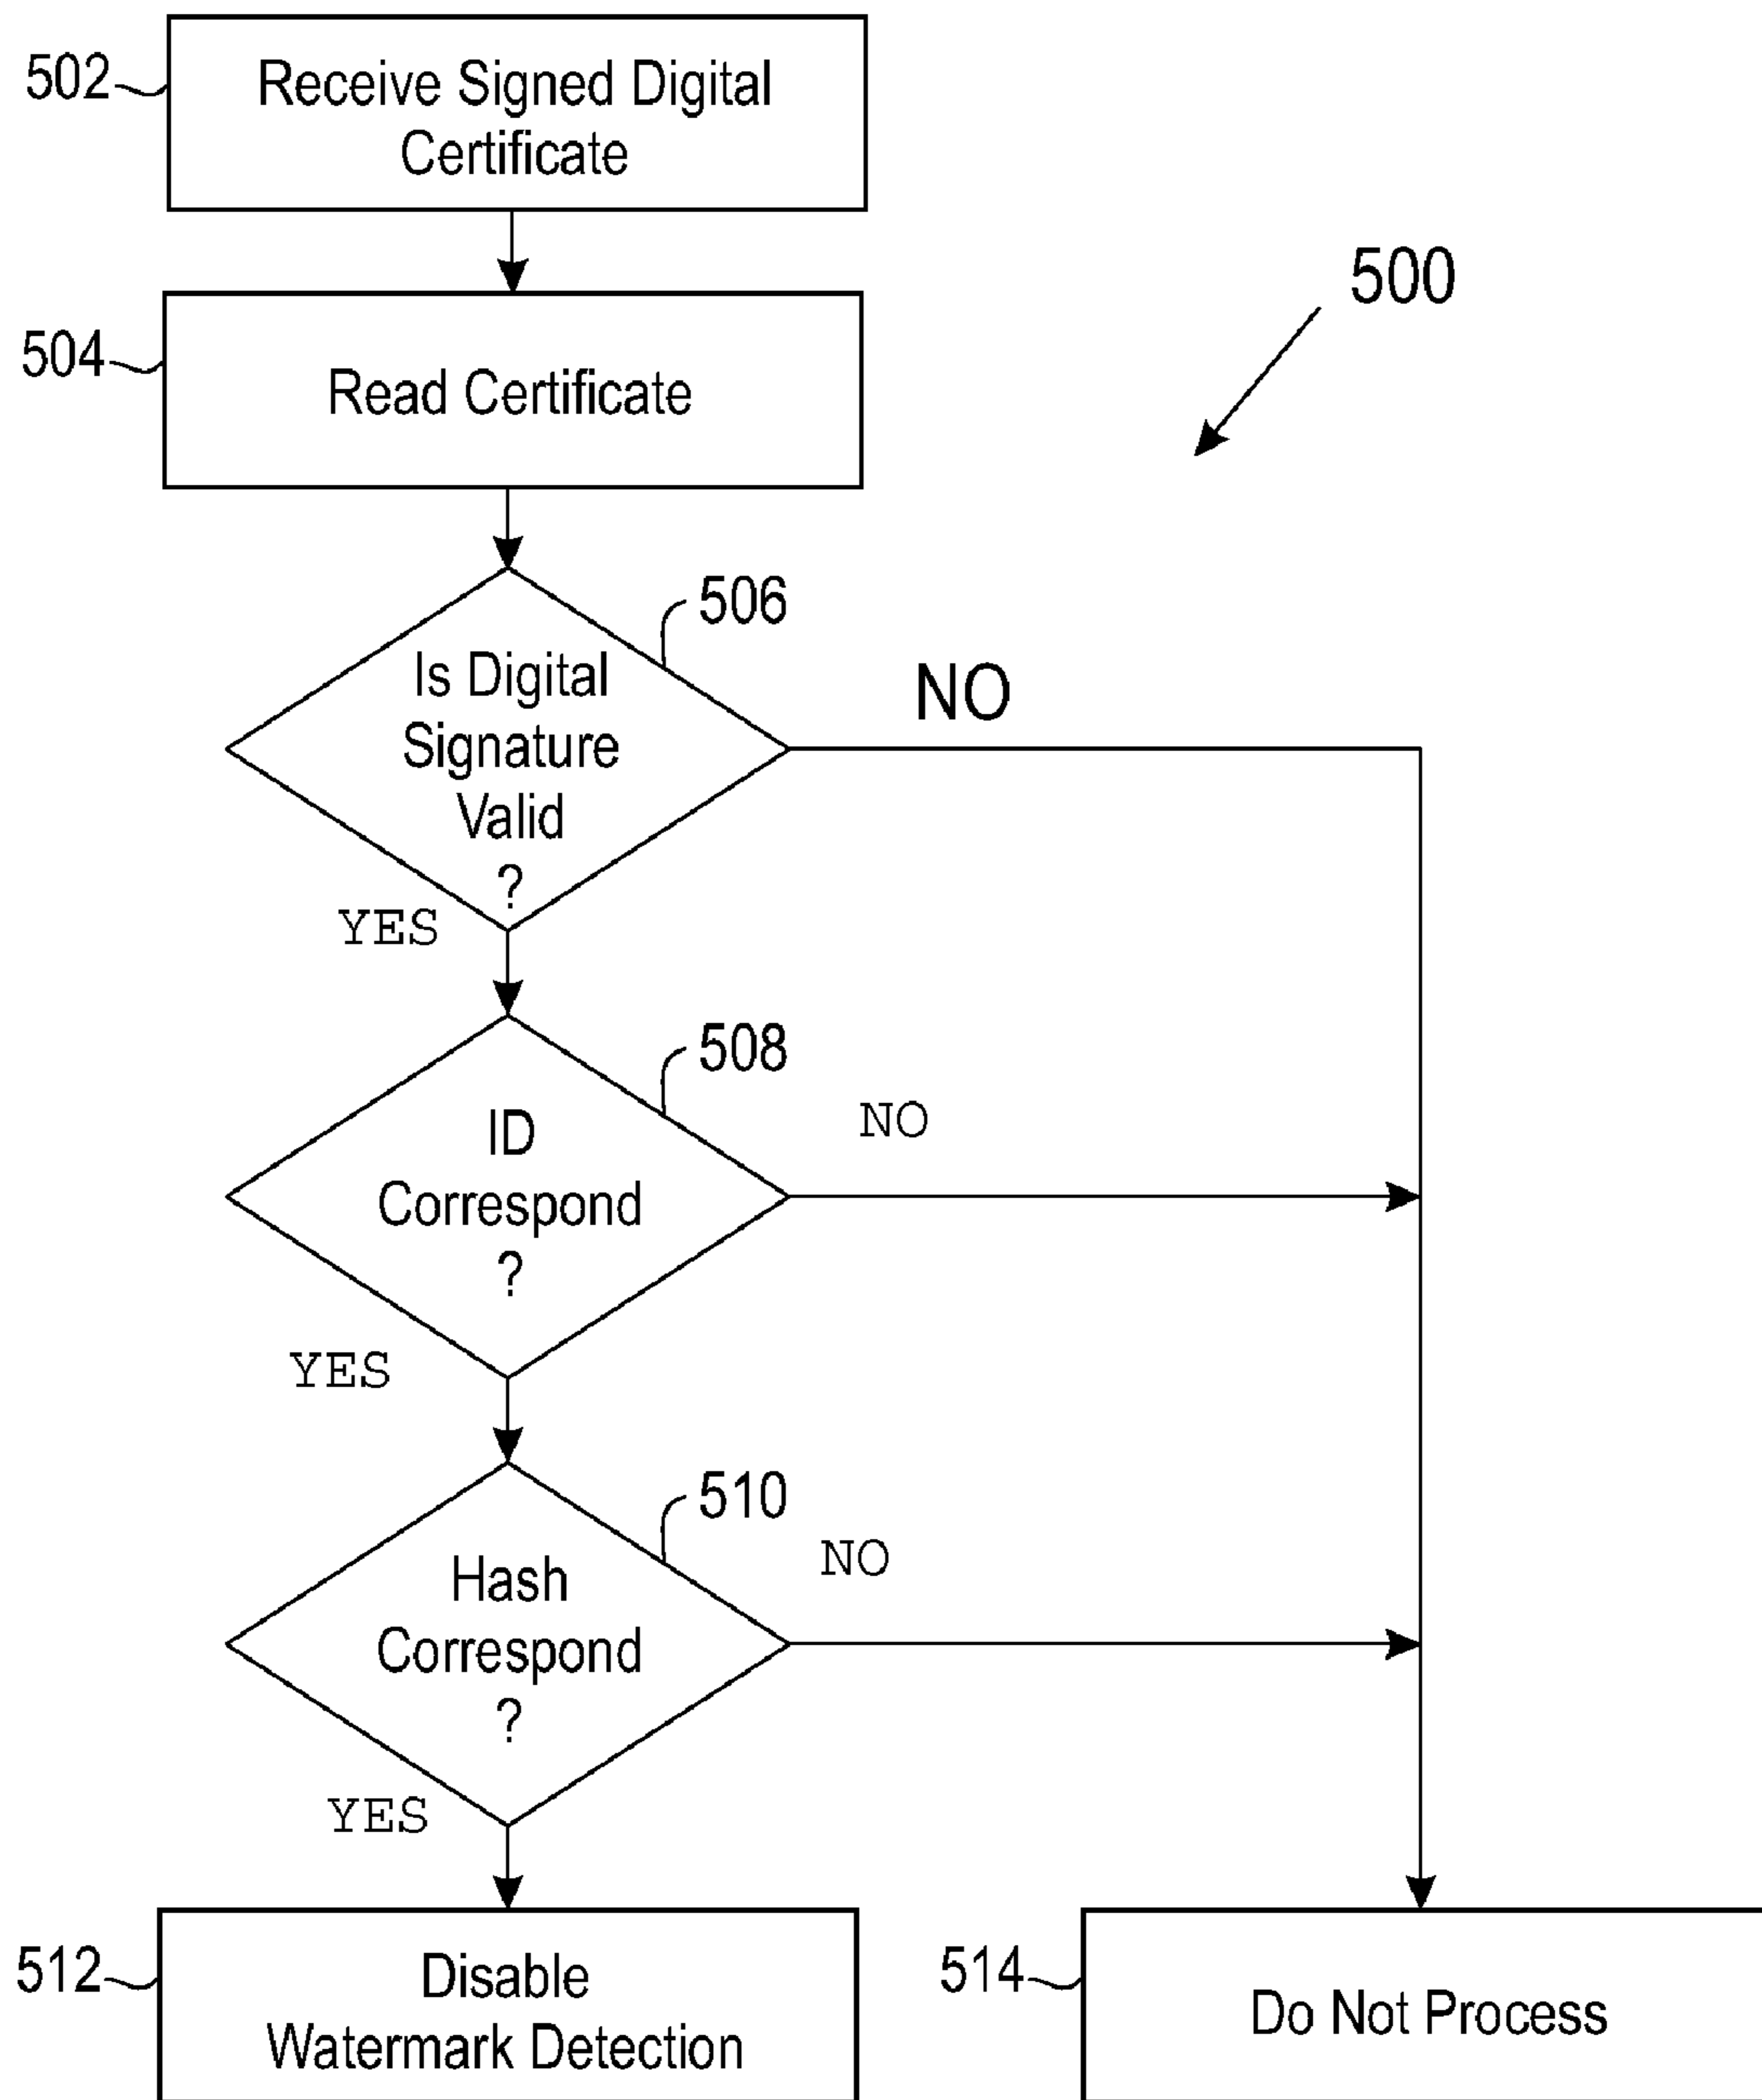 502
Receive Signed Digital
Certificate
500
504
Read Certificate
506
Is Digital
Signature
Valid
?
NO
YES
508
ID
Correspond
?
NO
YES
510
Hash
Correspond
?
NO
YES
512
Disable
Watermark Detection
514
Do Not Process